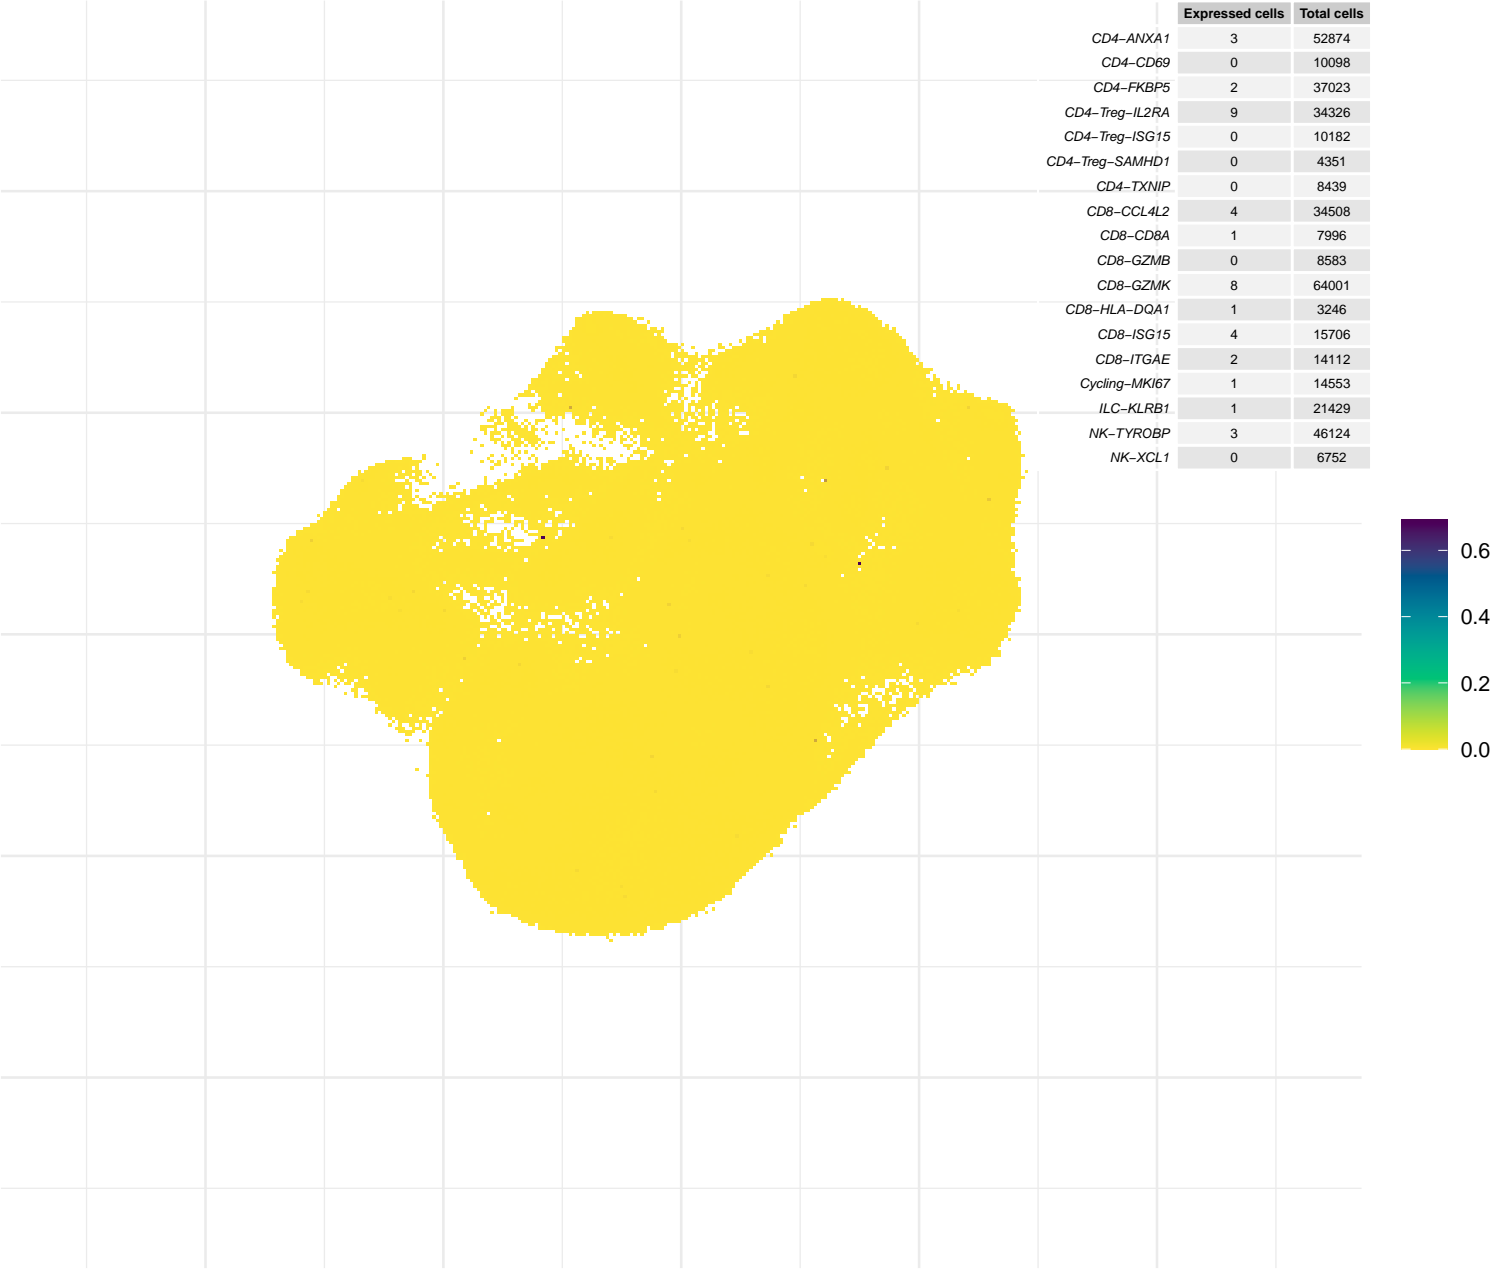 Expressed cells Total cells
CD4−ANXA1 3 52874
CD4−CD69 0 10098
CD4−FKBP5 2 37023
CD4−Treg−IL2RA 9 34326
CD4−Treg−ISG15 0 10182
CD4−Treg−SAMHD1 0 4351
CD4−TXNIP 0 8439
CD8−CCL4L2 4 34508
CD8−CD8A 1 7996
CD8−GZMB 0 8583
CD8−GZMK 8 64001
CD8−HLA−DQA1 1 3246
CD8−ISG15 4 15706
CD8−ITGAE 2 14112
Cycling−MKI67 1 14553
ILC−KLRB1 1 21429
NK−TYROBP 3 46124
NK−XCL1 0 6752
0.6
0.4
0.2
0.0